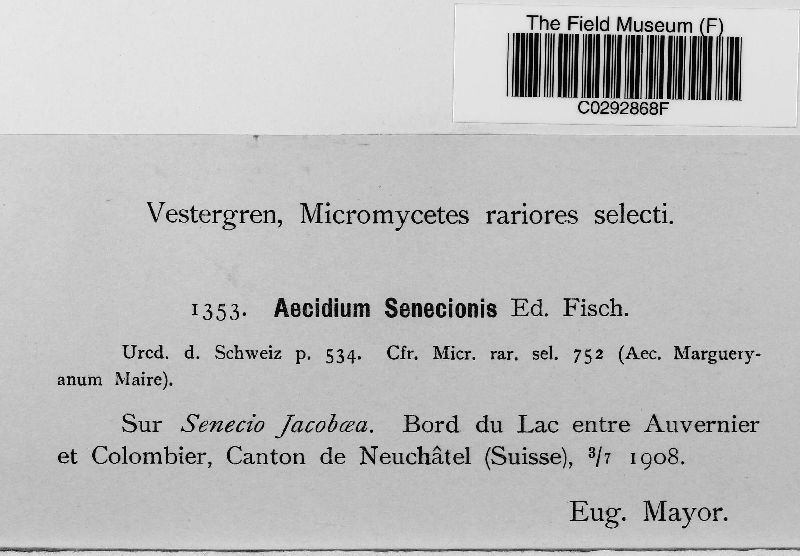 The Field Museum (F)
C0292868F
Vestergren, Micromycetes rariores selecti.
1353. Aecidium Senecionis Ed. Fisch.
Ured. d. Schweiz p. 534. Cfr. Micr. rar. sel. 752 (Aec. Marguery-
anum Maire).
Sur Senecio Jacobœa. Bord du Lac entre Auvernier
et Colombier, Canton de Neuchâtel (Suisse), 3/7 1908.
Eug. Mayor.